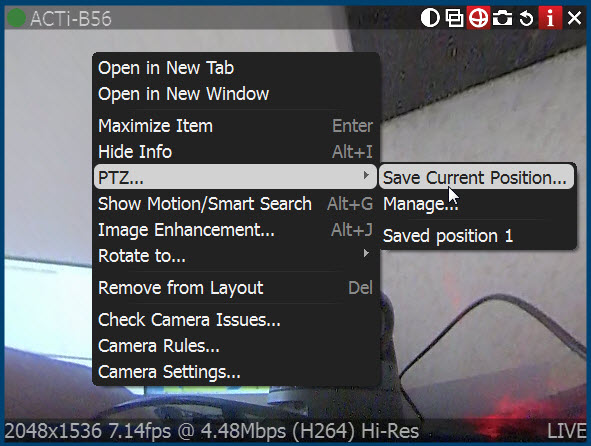 ACTi-B56
Open in New Tab
Open in New Window
Maximize Item Enter
Hide Info Alt+I
PTZ...
Show Motion/Smart Search Alt+G
Image Enhancement... Alt+J
Rotate to...
Remove from Layout Del
Check Camera Issues...
Camera Rules...
Camera Settings...
Save Current Position...
Manage...
Saved position 1
2048x1536 7.14fps @ 4.48Mbps (H264) Hi-Res LIVE